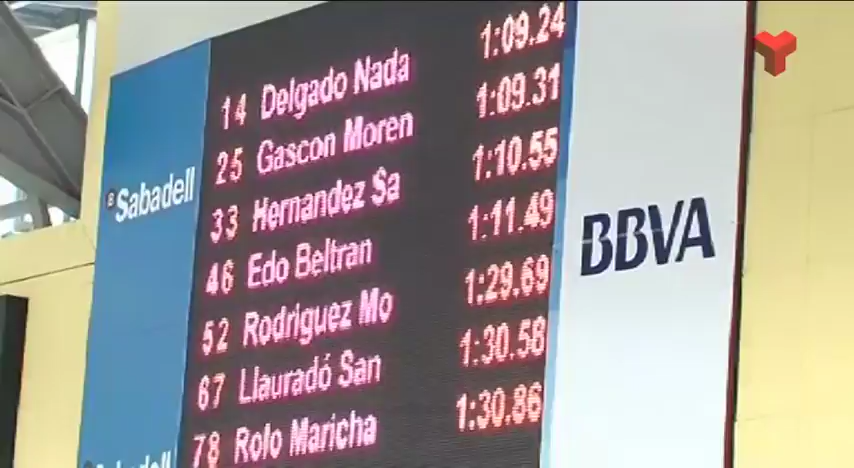 14 Delgado Nada 1:09.24
25 Gascon Moren 1:09.31
33 Hernandez Sa 1:10.55
46 Edo Beltran 1:11.49
52 Rodriguez Mo 1:29.69
67 Llauradó San 1:30.58
78 Rolo Maricha 1:30.86
BSabadell
BBVA
Sabadell